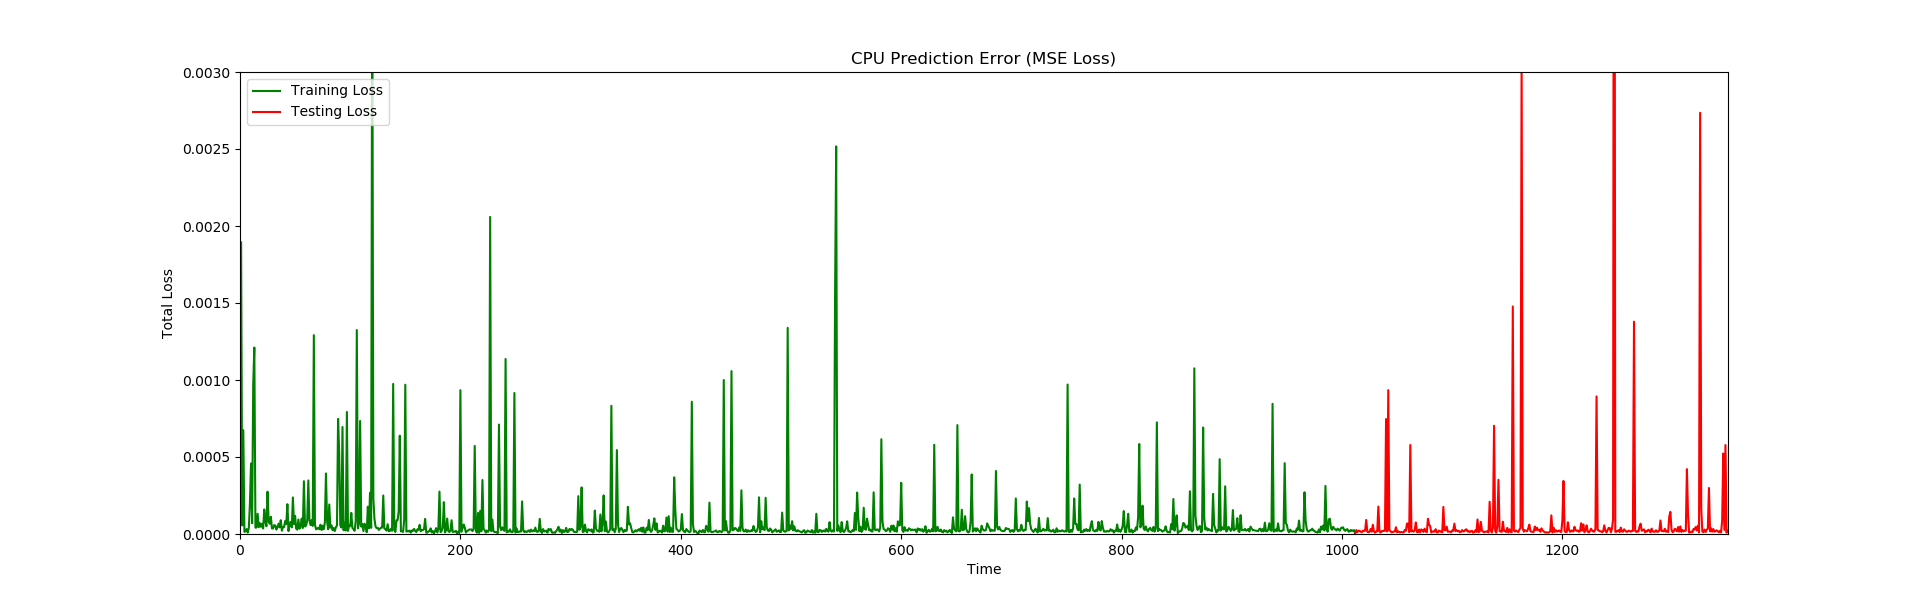 CPU Prediction Error (MSE Loss)
0.0030
Training Loss
Testing Loss
0.0025
0.0020
Total Loss
0.0015
0.0010
0.0005
0.0000
0 200 400 600 800 1000 1200
Time